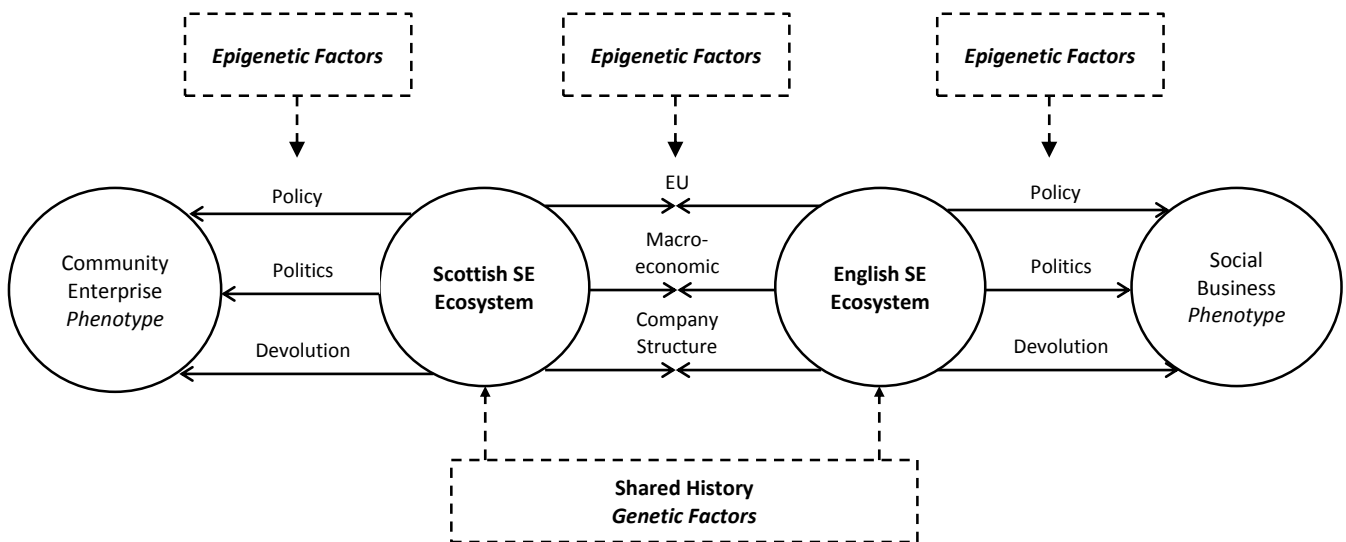 Epigenetic Factors
Epigenetic Factors
Epigenetic Factors
Policy
EU
Policy
Community
Enterprise
Phenotype
Politics
Scottish SE
Ecosystem
Macro-
economic
English SE
Ecosystem
Politics
Social
Business
Phenotype
Devolution
Company
Structure
Devolution
Shared History
Genetic Factors